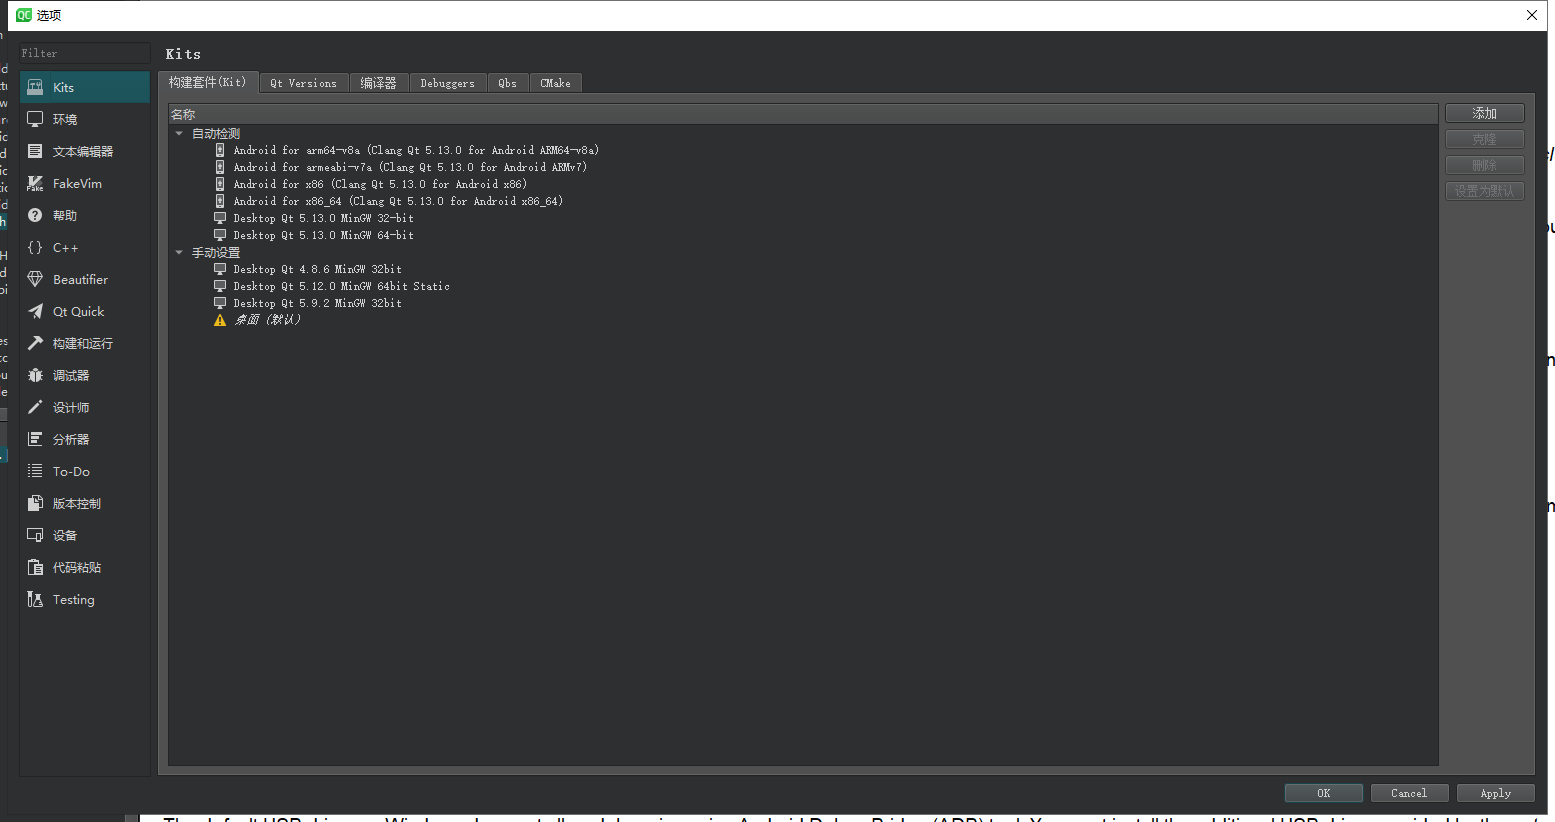 QC 选项
Filter
Kits
Kits
环境
文本编辑器
FakeVim
帮助
C++
Beautifier
Qt Quick
构建和运行
调试器
设计师
分析器
To-Do
版本控制
设备
代码粘贴
Testing
构建套件(Kit)
Qt Versions
编译器
Debuggers
Qbs
CMake
名称
自动检测
Android for arm64-v8a (Clang Qt 5.13.0 for Android ARM64-v8a)
Android for armeabi-v7a (Clang Qt 5.13.0 for Android ARMv7)
Android for x86 (Clang Qt 5.13.0 for Android x86)
Android for x86_64 (Clang Qt 5.13.0 for Android x86_64)
Desktop Qt 5.13.0 MinGW 32-bit
Desktop Qt 5.13.0 MinGW 64-bit
手动设置
Desktop Qt 4.8.6 MinGW 32bit
Desktop Qt 5.12.0 MinGW 64bit Static
Desktop Qt 5.9.2 MinGW 32bit
桌面 (默认)
添加
克隆
删除
设置为默认
OK
Cancel
Apply